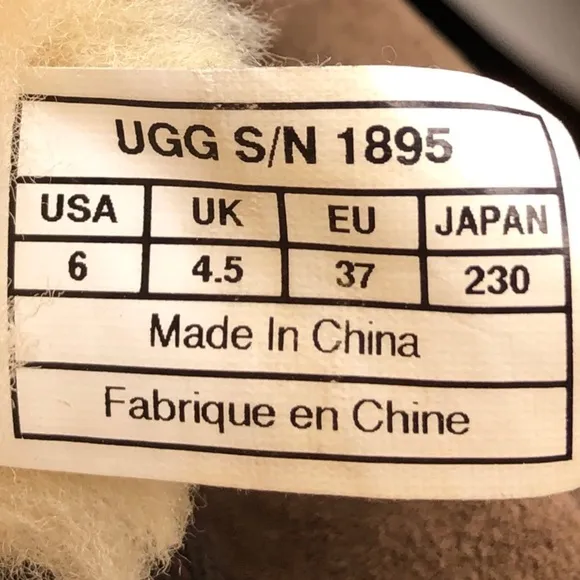 UGG S/N 1895
USA UK EU JAPAN
6 4.5 37 230
Made In China
Fabrique en Chine